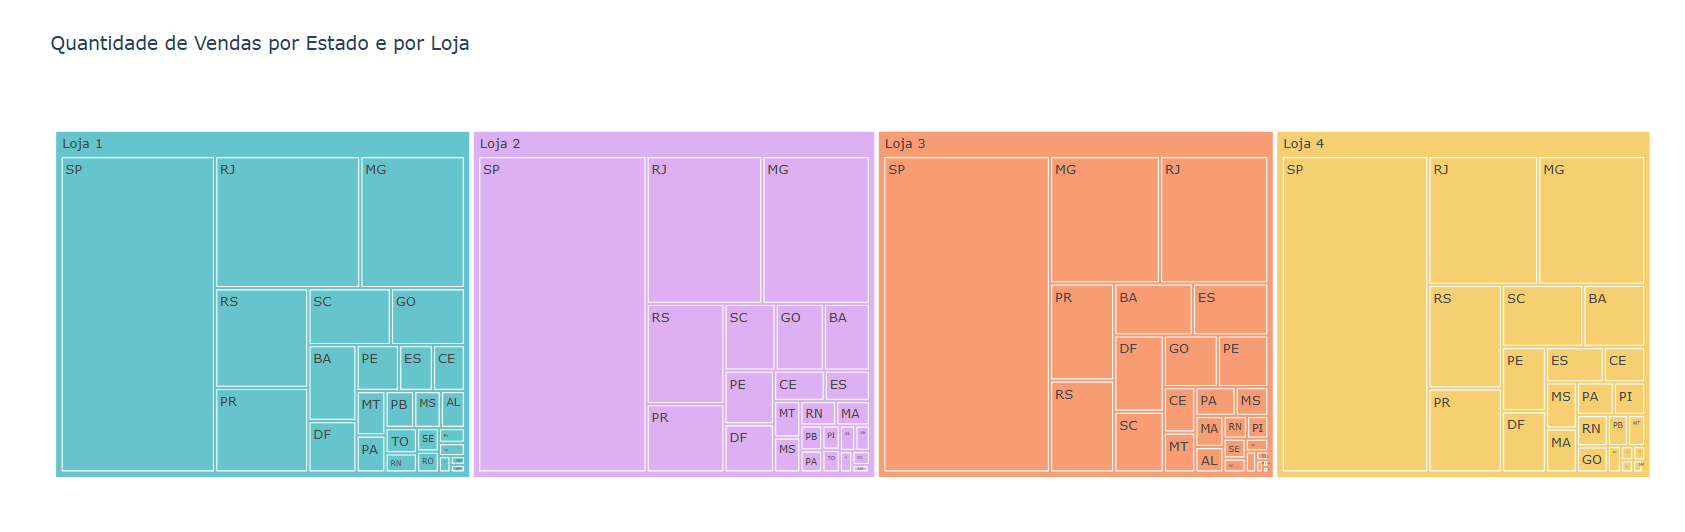 Quantidade de Vendas por Estado e por Loja
Loja 1
SP
RJ
MG
RS
SC
GO
BA
PE
ES
CE
PR
MT
PB
MS
AL
DF
TO
SE
PA
RN
RO
Loja 2
SP
RJ
MG
RS
SC
GO
BA
PE
CE
ES
PR
MT
RN
MA
DF
PB
PI
AL
MS
PA
TO
Loja 3
SP
MG
RJ
PR
BA
ES
DF
GO
PE
RS
CE
PA
MS
SC
MA
RN
PI
MT
SE
AL
Loja 4
SP
RJ
MG
RS
SC
BA
PE
ES
CE
PR
MS
PA
PI
DF
RN
PB
MT
MA
GO